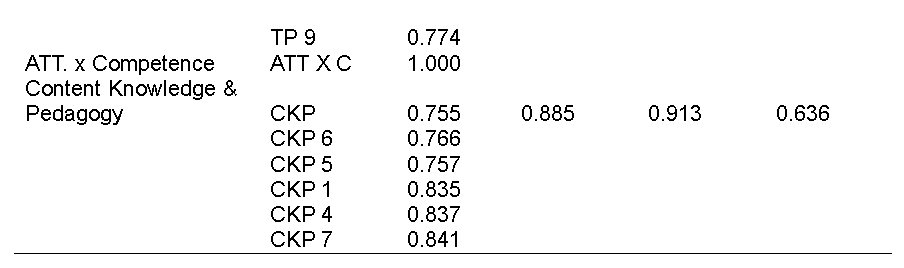 TP 9 0.774
ATT. x Competence ATT X C 1.000
Content Knowledge &
Pedagogy CKP 0.755 0.885 0.913 0.636
CKP 6 0.766
CKP 5 0.757
CKP 1 0.835
CKP 4 0.837
CKP 7 0.841